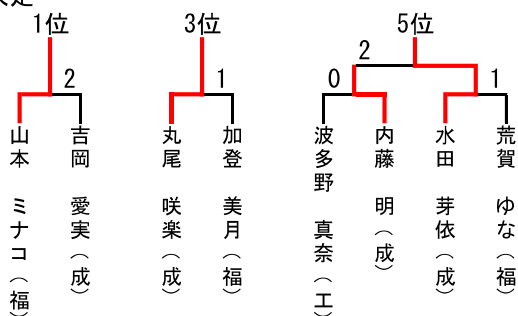 1位
3位
5位
2
2
1
0
1
山本 ミナコ（福）
吉岡 愛実（成）
丸尾 咲楽（成）
加登 美月（福）
波多野 真奈（工）
内藤 明（成）
水田 芽依（成）
荒賀 ゆな（福）